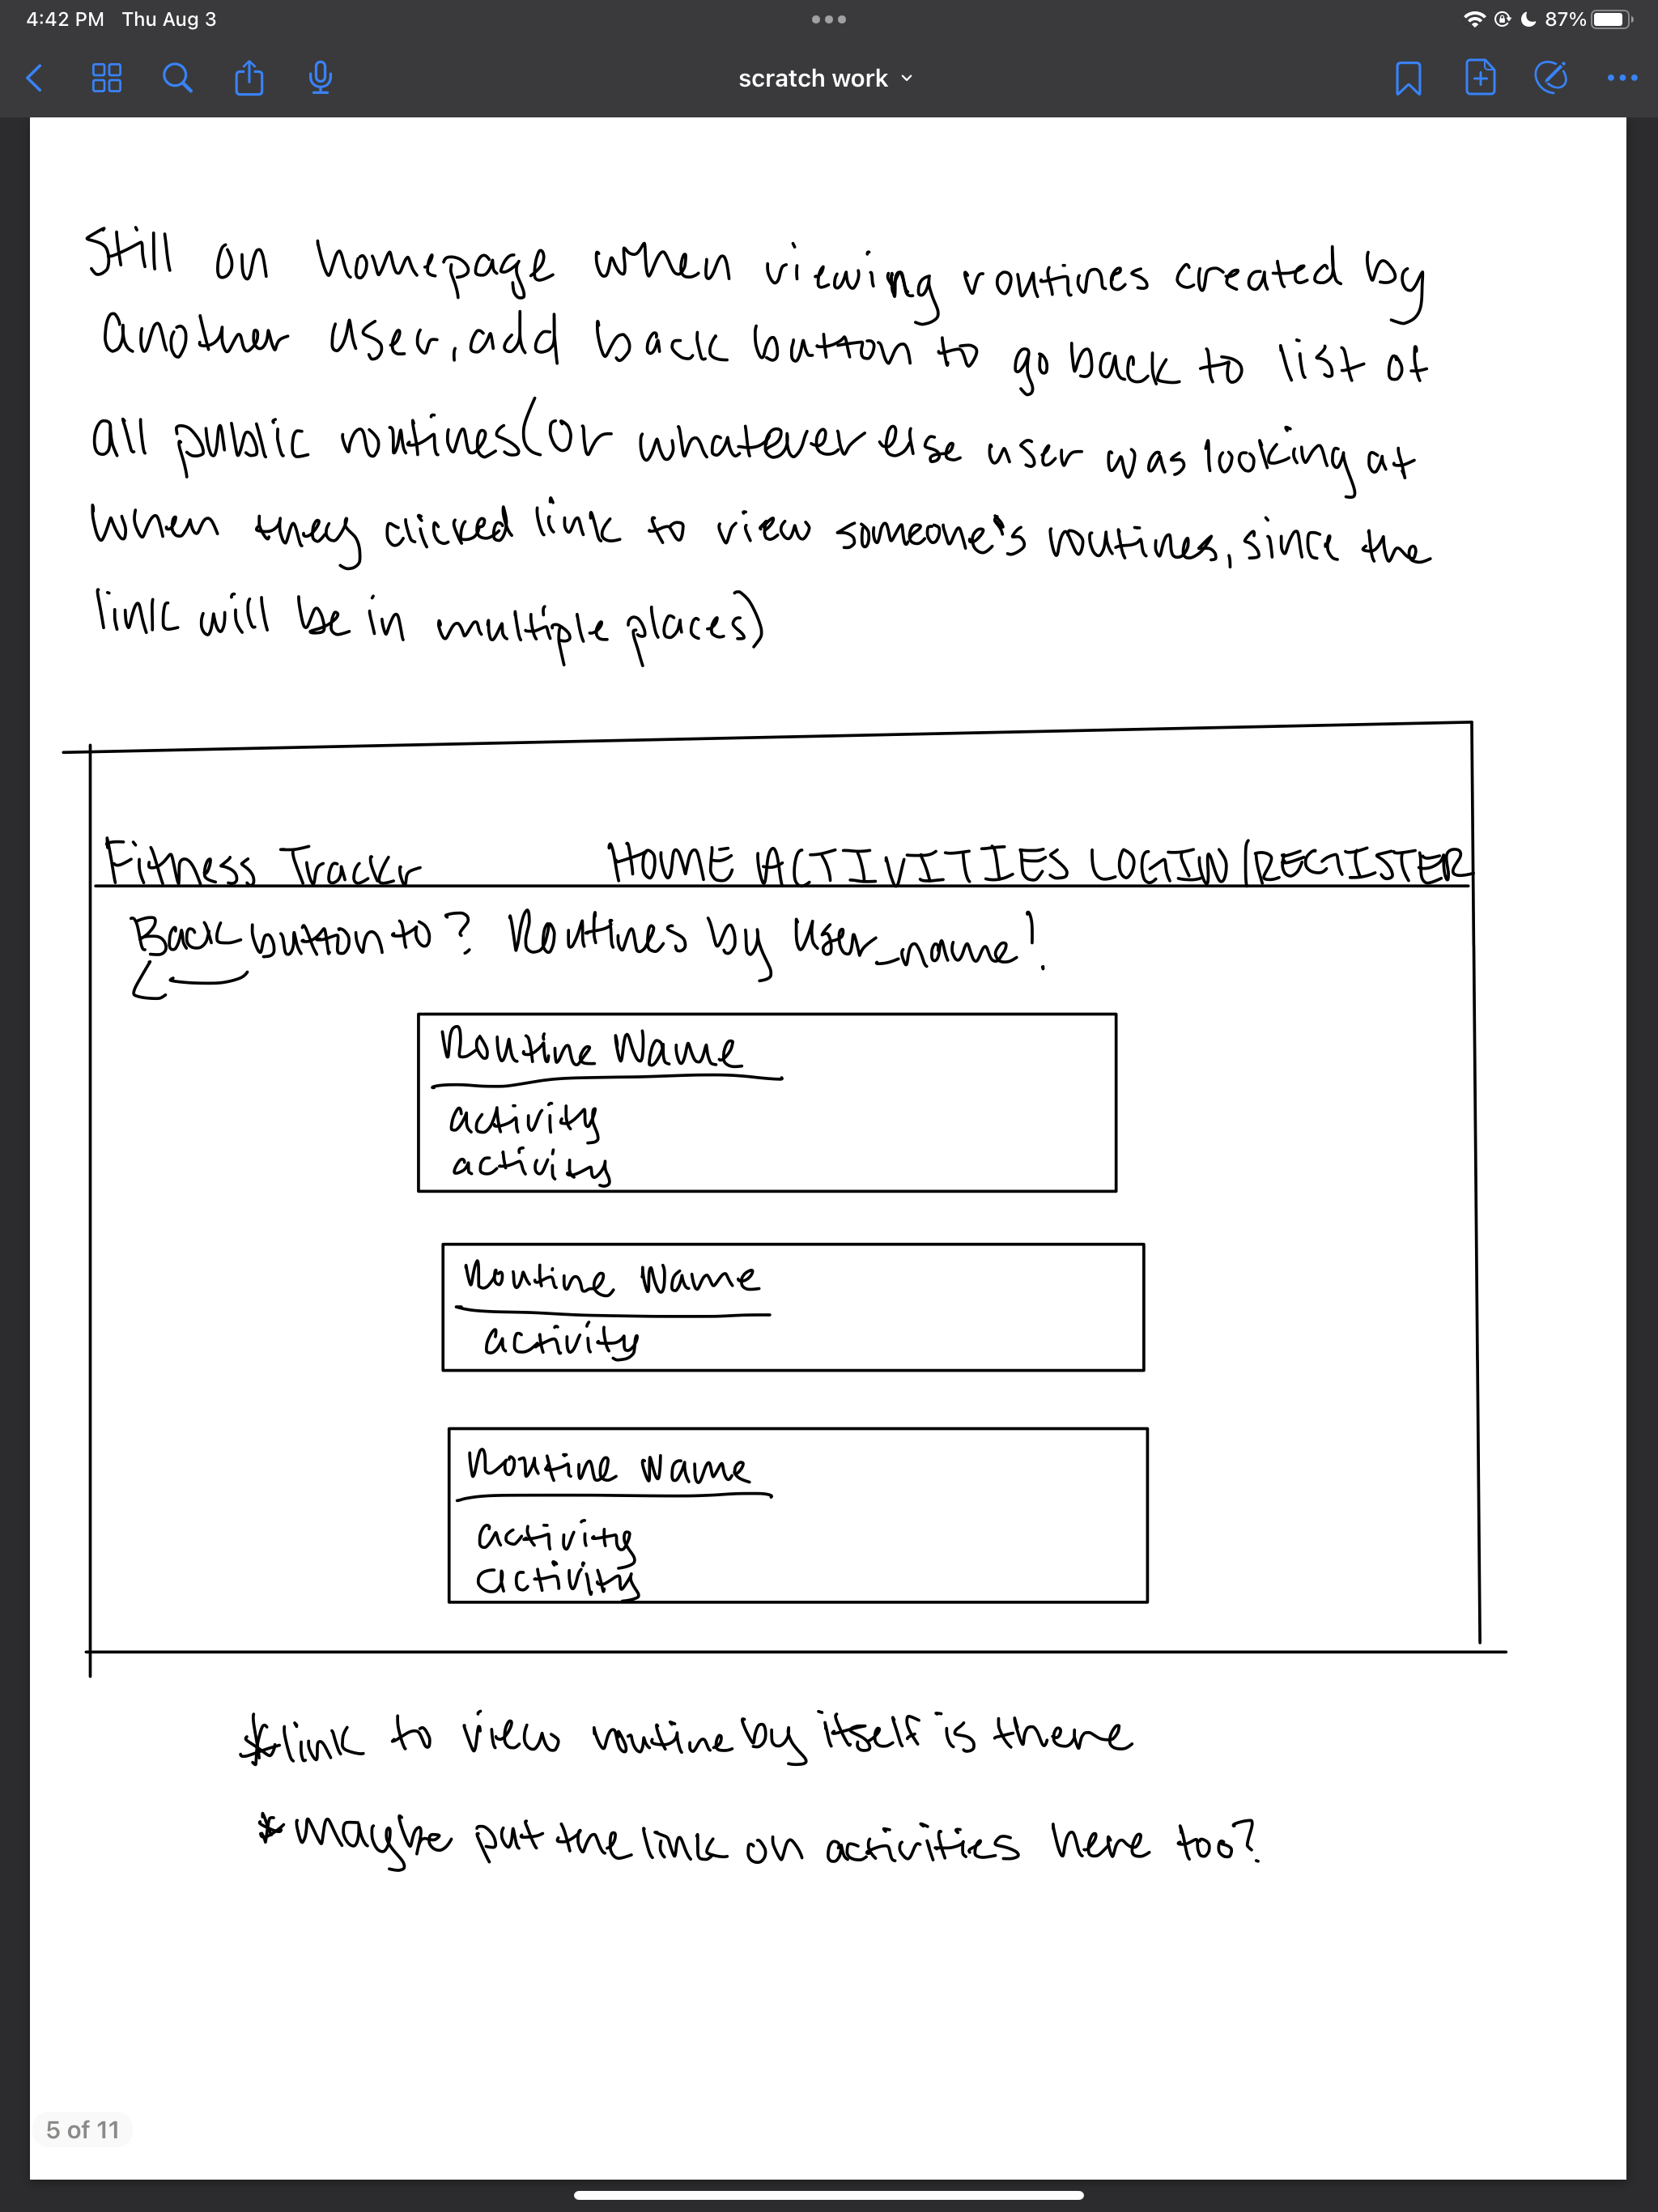 4:42 PM Thu Aug 3
87%
scratch work
Still on homepage when viewing routines created by
another user, add back button to go back to list of
all public routines (or whatever else user was looking at
when they clicked link to view someone's routines, since the
link will be in multiple places)
Fitness Trackr HOME ACTIVITIES LOGIN/REGISTER
Back button to? Routines by user_name!
Routine Name
activity
activity
Routine Name
activity
Routine Name
activity
activity
*link to view routine by itself is there
*maybe put the link on activities here too?
5 of 11